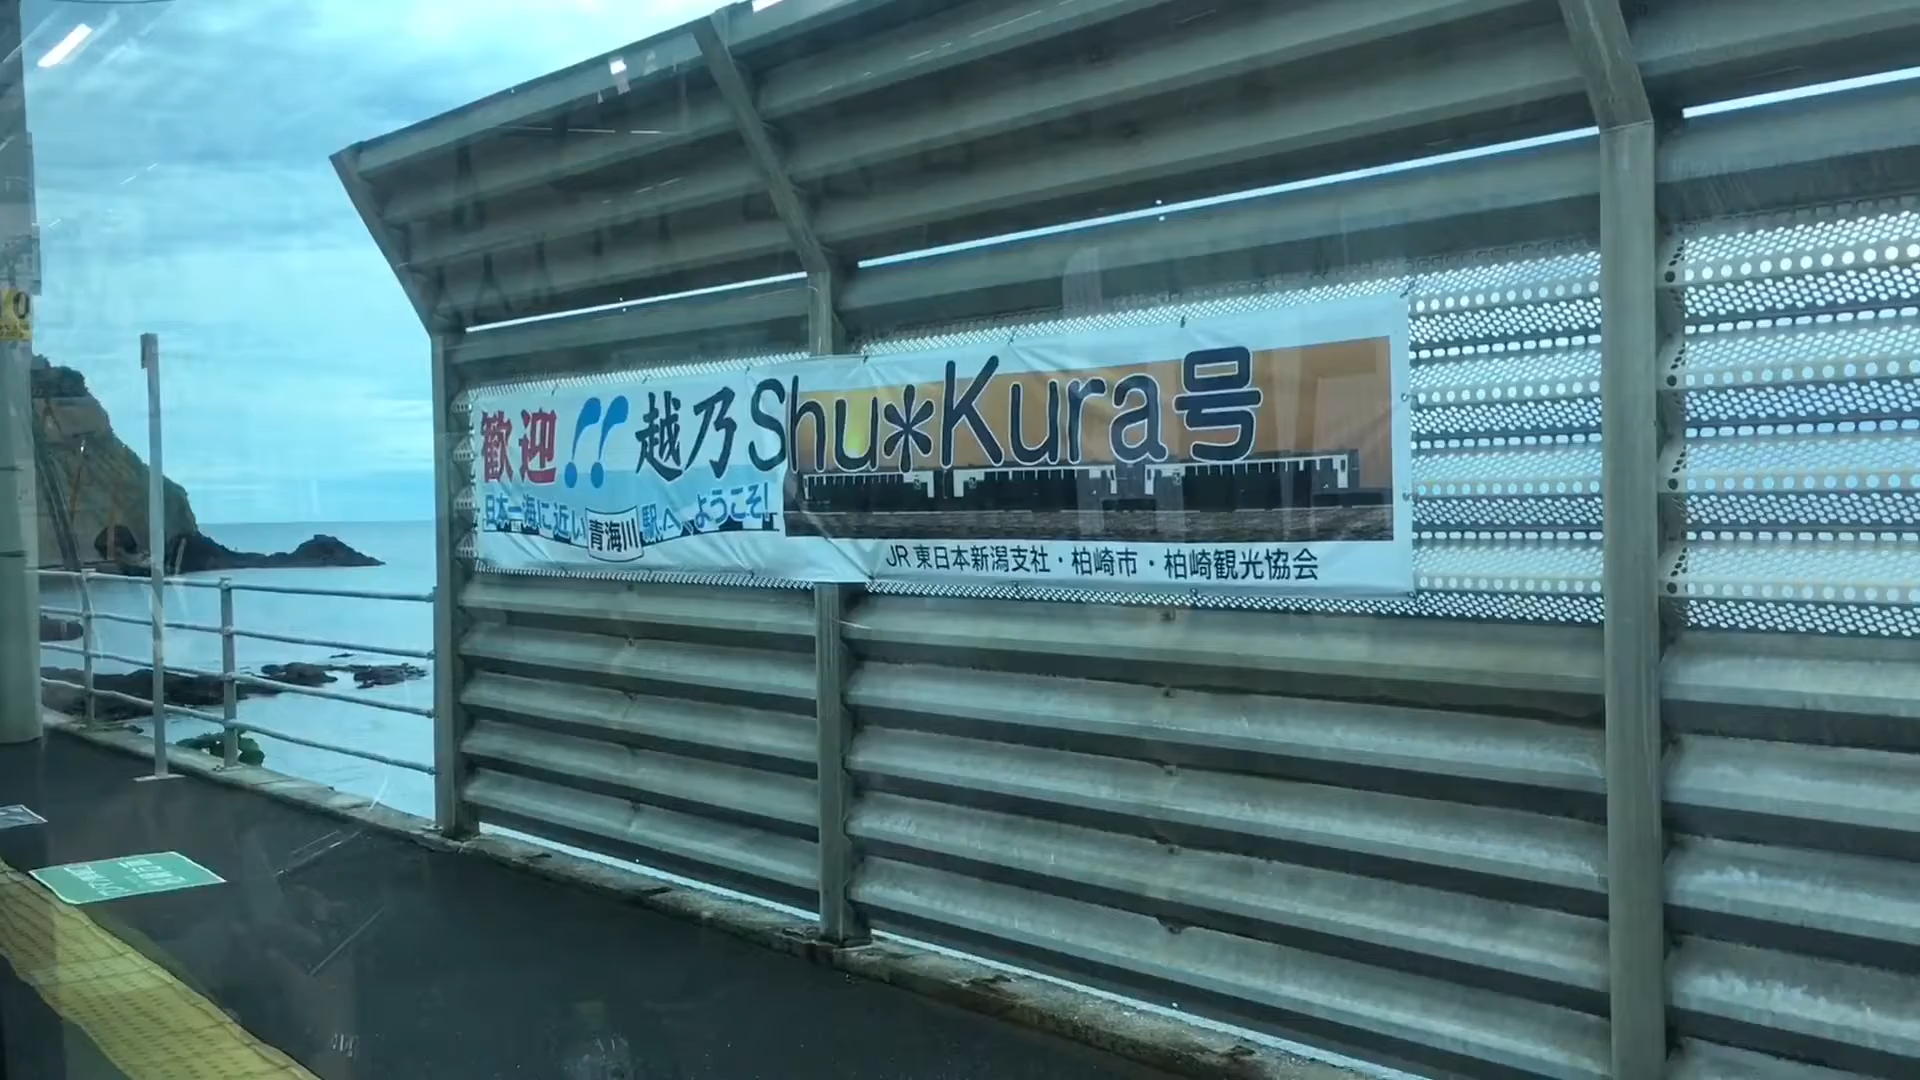 歓迎!! 越乃Shu*Kura号
日本一海に近い青海川駅へ、ようこそ!
JR 東日本新潟支社・柏崎市・柏崎観光協会